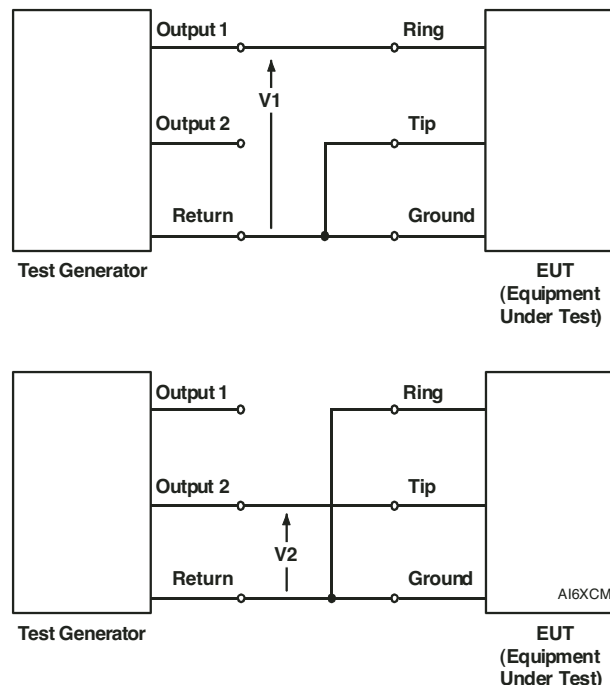 Output 1
Ring
V1
Output 2
Tip
Return
Ground
Test Generator
EUT
(Equipment
Under Test)
Output 1
Ring
Output 2
Tip
V2
Return
Ground
AI6XCM
Test Generator
EUT
(Equipment
Under Test)